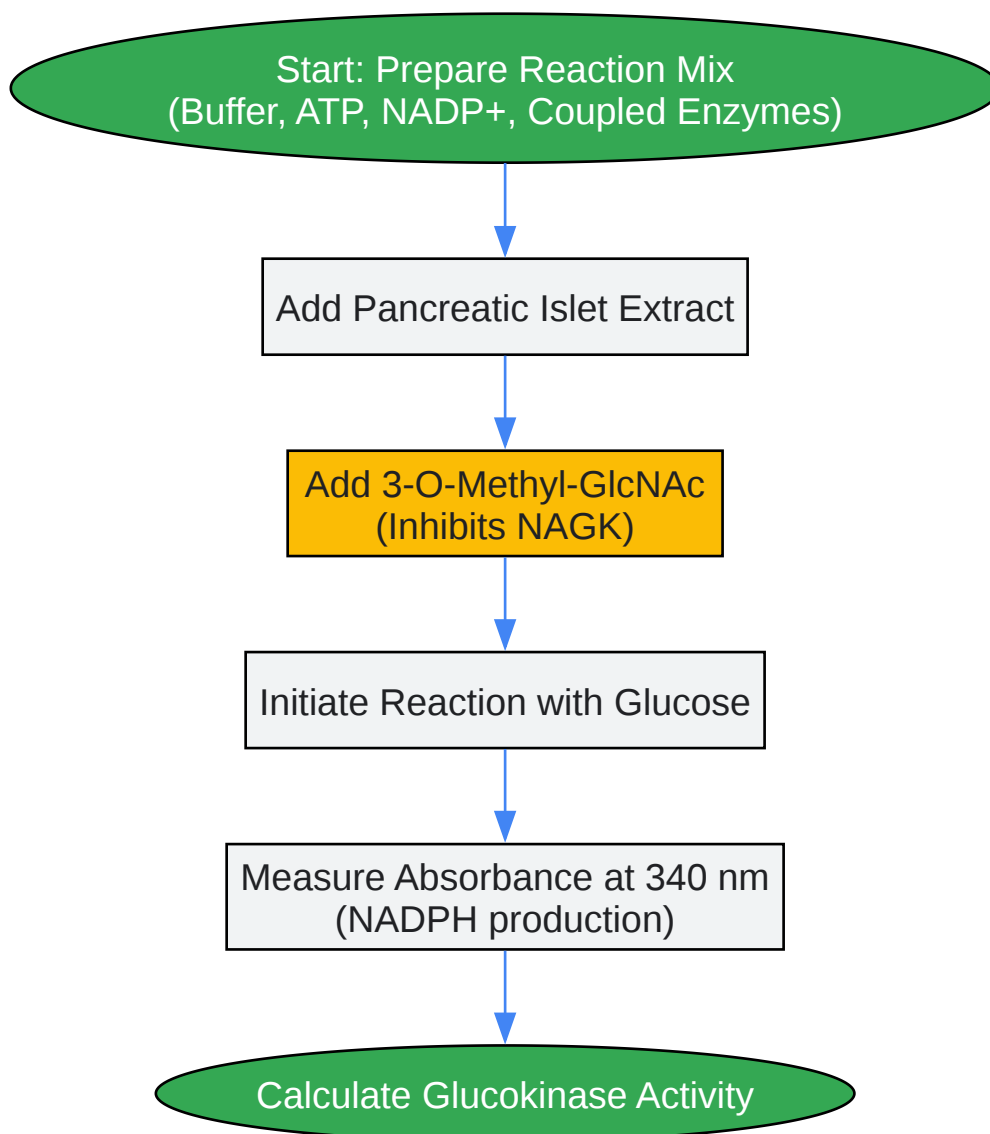 Start: Prepare Reaction Mix
(Buffer, ATP, NADP+, Coupled Enzymes)
Add Pancreatic Islet Extract
Add 3-O-Methyl-GlcNAc
(Inhibits NAGK)
Initiate Reaction with Glucose
Measure Absorbance at 340 nm
(NADPH production)
Calculate Glucokinase Activity